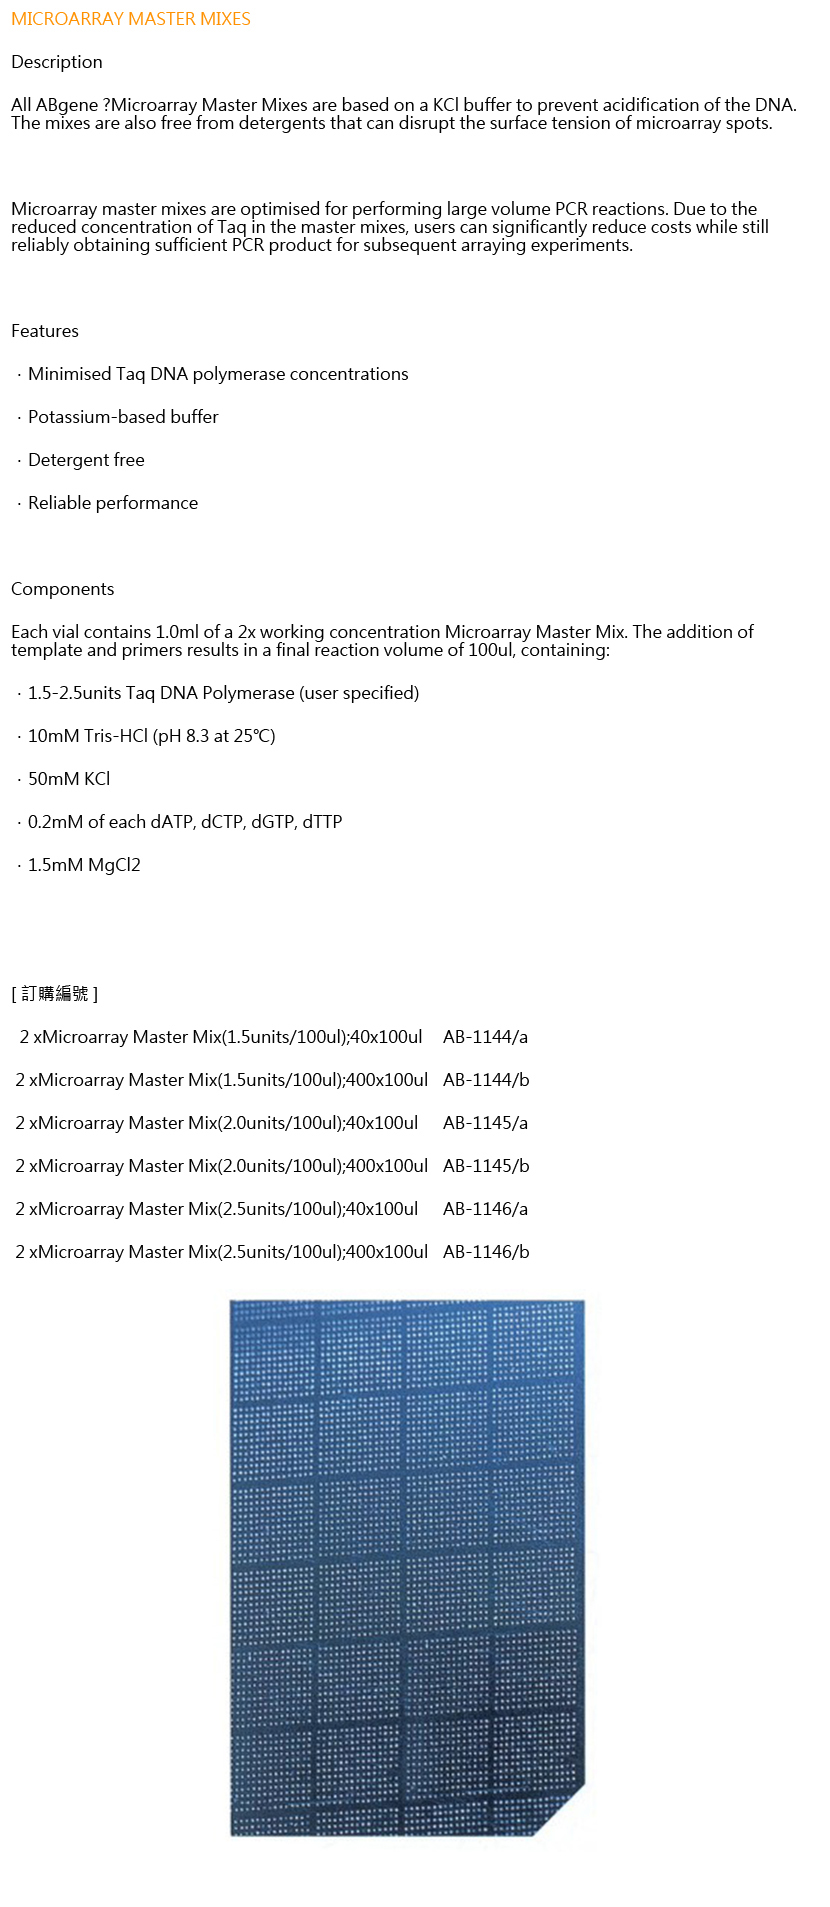 MICROARRAY MASTER MIXES
Description
All ABgene ?Microarray Master Mixes are based on a KCl buffer to prevent acidification of the DNA.
The mixes are also free from detergents that can disrupt the surface tension of microarray spots.
Microarray master mixes are optimised for performing large volume PCR reactions. Due to the
reduced concentration of Taq in the master mixes, users can significantly reduce costs while still
reliably obtaining sufficient PCR product for subsequent arraying experiments.
Features
· Minimised Taq DNA polymerase concentrations
· Potassium-based buffer
· Detergent free
· Reliable performance
Components
Each vial contains 1.0ml of a 2x working concentration Microarray Master Mix. The addition of
template and primers results in a final reaction volume of 100ul, containing:
· 1.5-2.5units Taq DNA Polymerase (user specified)
· 10mM Tris-HCl (pH 8.3 at 25℃)
· 50mM KCl
· 0.2mM of each dATP, dCTP, dGTP, dTTP
· 1.5mM MgCl2
[ 訂購編號 ]
2 xMicroarray Master Mix(1.5units/100ul);40x100ul AB-1144/a
2 xMicroarray Master Mix(1.5units/100ul);400x100ul AB-1144/b
2 xMicroarray Master Mix(2.0units/100ul);40x100ul AB-1145/a
2 xMicroarray Master Mix(2.0units/100ul);400x100ul AB-1145/b
2 xMicroarray Master Mix(2.5units/100ul);40x100ul AB-1146/a
2 xMicroarray Master Mix(2.5units/100ul);400x100ul AB-1146/b